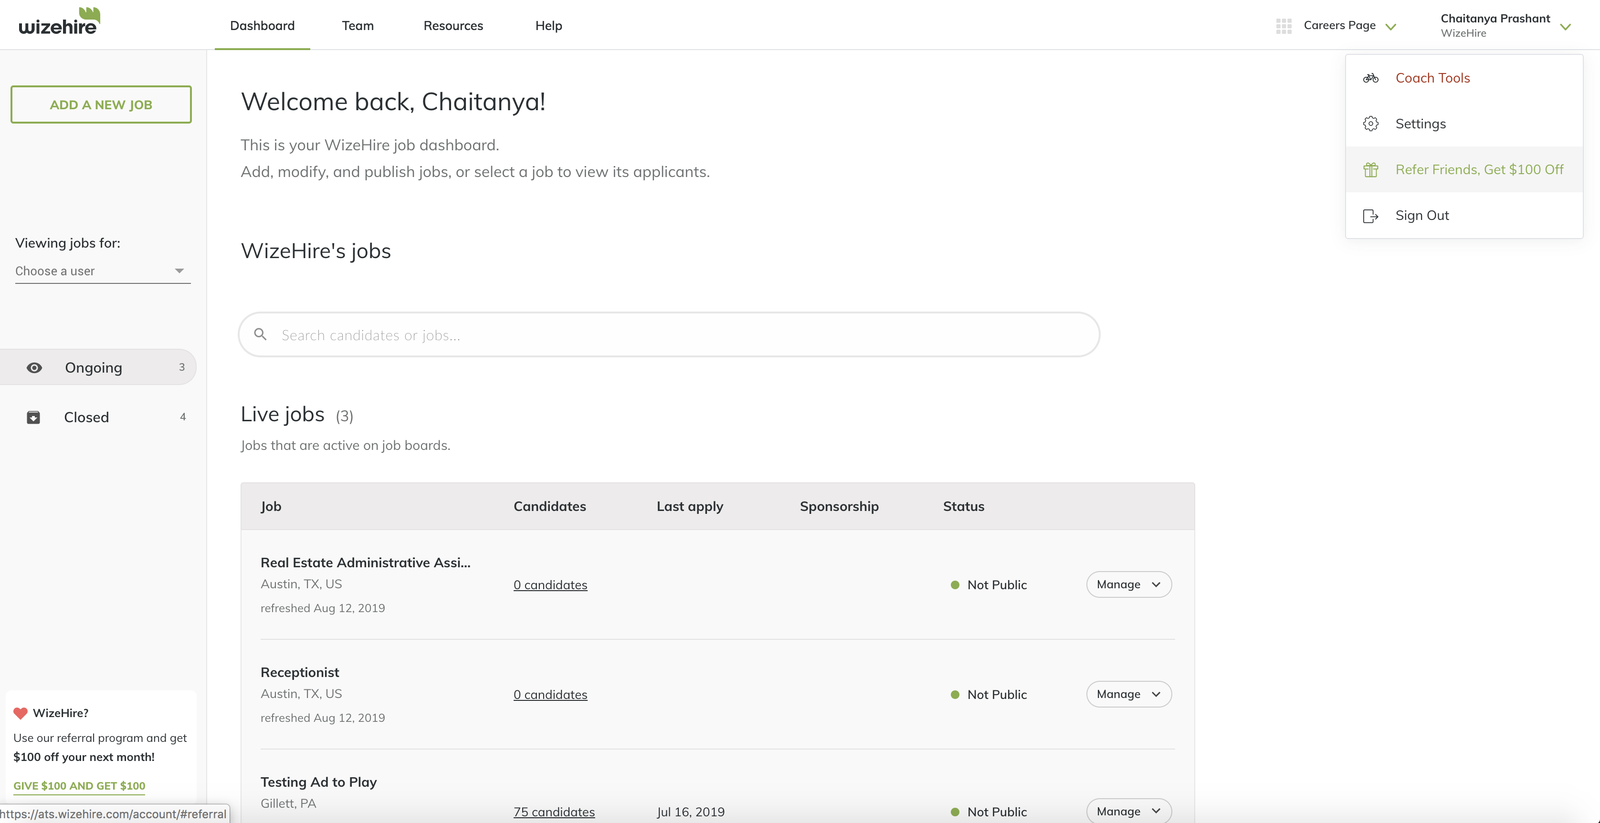 wizehire
Dashboard
Team
Resources
Help
Careers Page
Chaitanya Prashant
WizeHire
Coach Tools
Settings
Refer Friends, Get $100 Off
Sign Out
ADD A NEW JOB
Viewing jobs for:
Choose a user
Ongoing 3
Closed 4
WizeHire?
Use our referral program and get
$100 off your next month!
GIVE $100 AND GET $100
https://ats.wizehire.com/account/#referral
Welcome back, Chaitanya!
This is your WizeHire job dashboard.
Add, modify, and publish jobs, or select a job to view its applicants.
WizeHire's jobs
Search candidates or jobs...
Live jobs (3)
Jobs that are active on job boards.
Job Candidates Last apply Sponsorship Status
Real Estate Administrative Assi...
Austin, TX, US
refreshed Aug 12, 2019
0 candidates
Not Public
Manage
Receptionist
Austin, TX, US
refreshed Aug 12, 2019
0 candidates
Not Public
Manage
Testing Ad to Play
Gillett, PA
75 candidates
Jul 16, 2019
Not Public
Manage